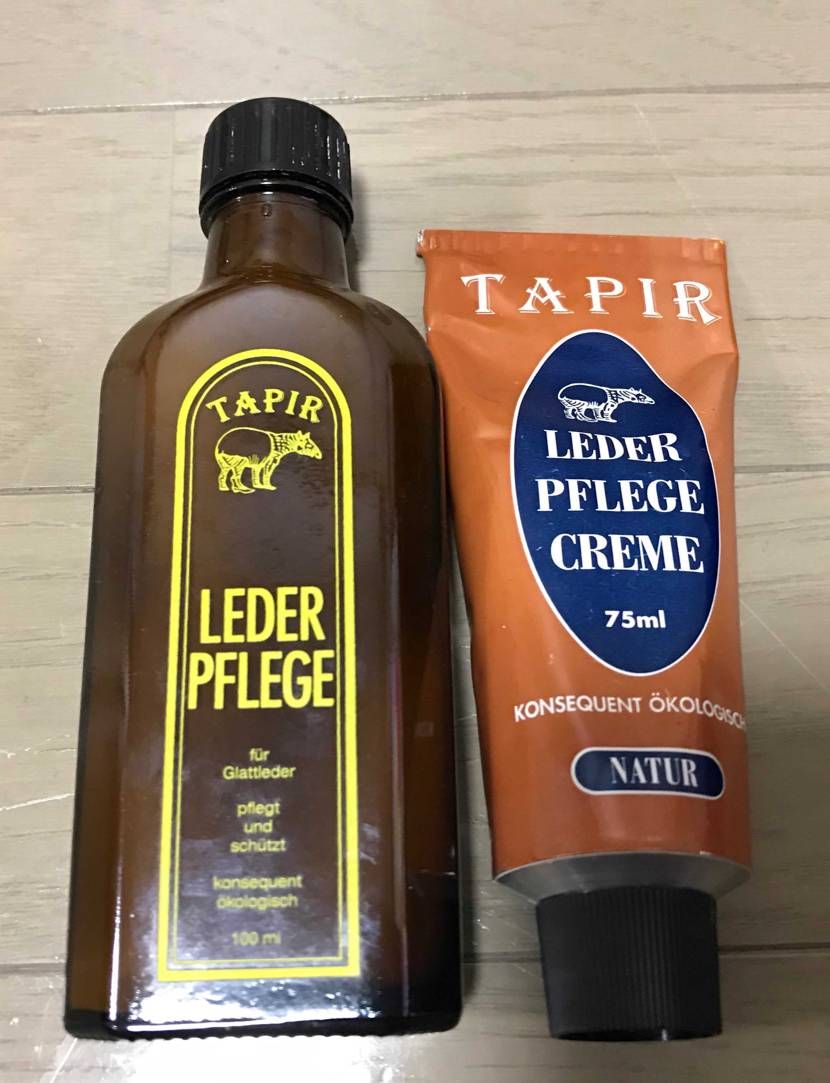 TAPIR
LEDER
PFLEGE
für
Glattleder
pflegt
und
schützt
konsequent
ökologisch
100 ml
TAPIR
LEDER
PFLEGE
CREME
75ml
KONSEQUENT ÖKOLOGISCH
NATUR